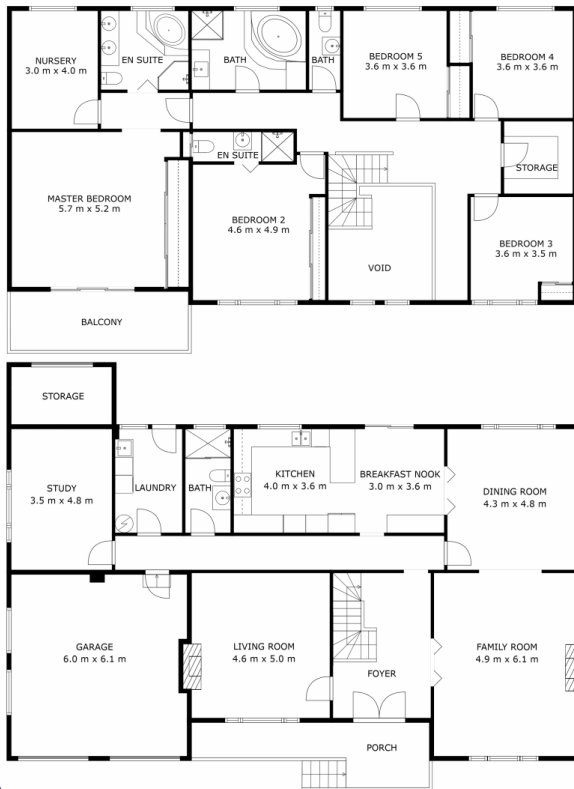 NURSERY
3.0 m x 4.0 m
EN SUITE
BATH
BATH
BEDROOM 5
3.6 m x 3.6 m
BEDROOM 4
3.6 m x 3.6 m
EN SUITE
STORAGE
MASTER BEDROOM
5.7 m x 5.2 m
BEDROOM 2
4.6 m x 4.9 m
VOID
BEDROOM 3
3.6 m x 3.5 m
BALCONY
STORAGE
STUDY
3.5 m x 4.8 m
LAUNDRY
BATH
KITCHEN
4.0 m x 3.6 m
BREAKFAST NOOK
3.0 m x 3.6 m
DINING ROOM
4.3 m x 4.8 m
GARAGE
6.0 m x 6.1 m
LIVING ROOM
4.6 m x 5.0 m
FOYER
FAMILY ROOM
4.9 m x 6.1 m
PORCH